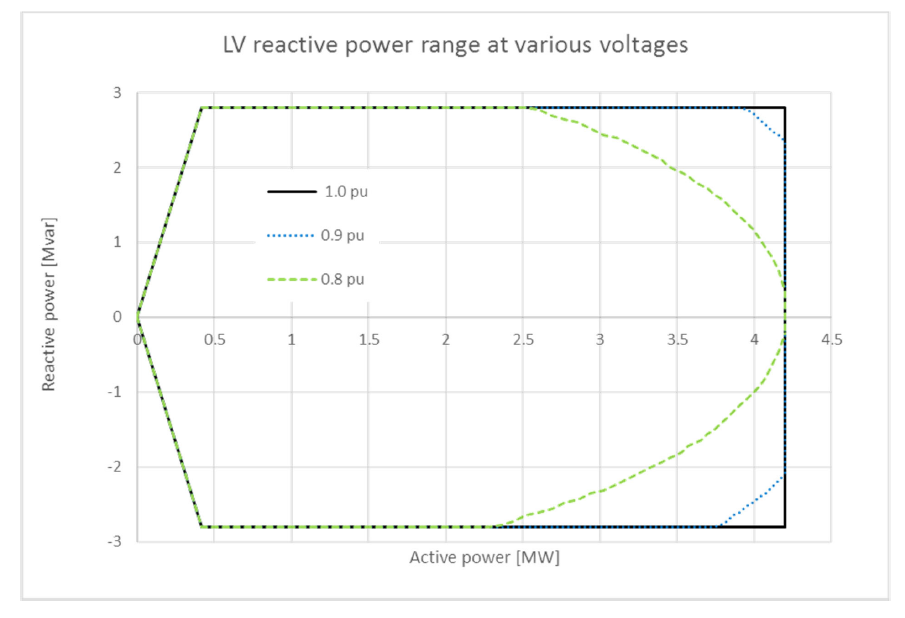 LV reactive power range at various voltages
3
2
1
0
-1
-2
-3
Reactive power [Mvar]
1.0 pu
0.9 pu
0.8 pu
0 0.5 1 1.5 2 2.5 3 3.5 4 4.5
Active power [MW]